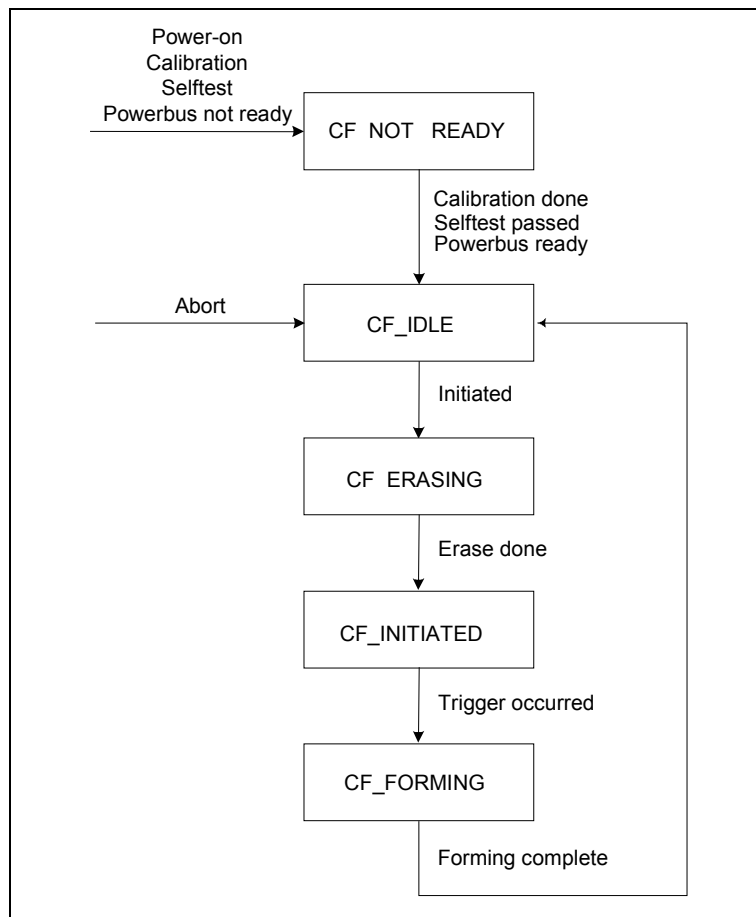 Power-on
Calibration
Selftest
Powerbus not ready
CF NOT READY
Calibration done
Selftest passed
Powerbus ready
Abort
CF_IDLE
Initiated
CF ERASING
Erase done
CF_INITIATED
Trigger occurred
CF_FORMING
Forming complete